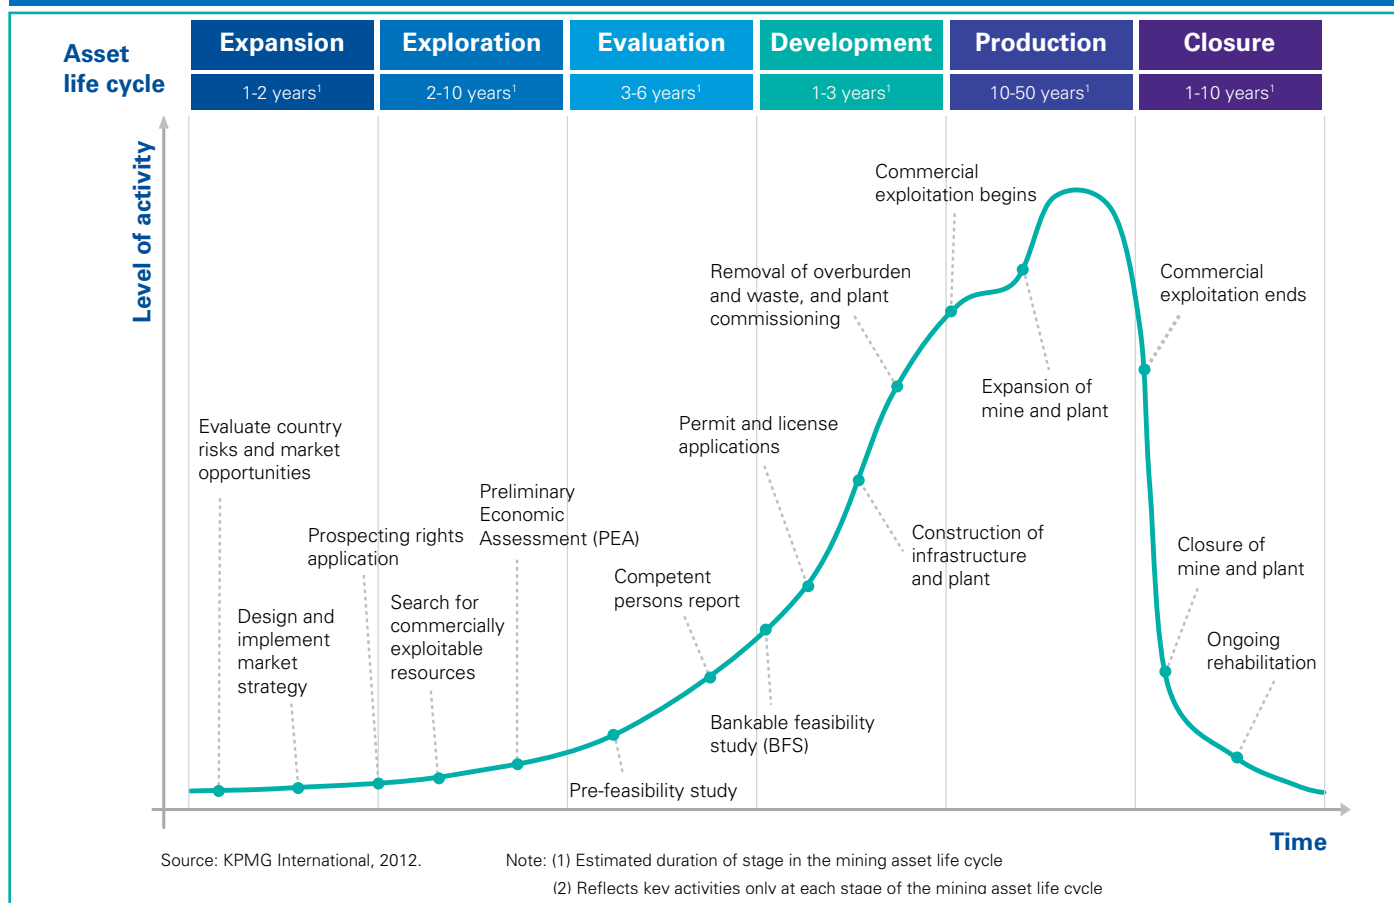 Asset
life cycle
Expansion
Exploration
Evaluation
Development
Production
Closure
1-2 years¹
2-10 years¹
3-6 years¹
1-3 years¹
10-50 years¹
1-10 years¹
Level of activity
Evaluate country
risks and market
opportunities
Design and
implement
market
strategy
Prospecting rights
application
Search for
commercially
exploitable
resources
Preliminary
Economic
Assessment (PEA)
Pre-feasibility study
Competent
persons report
Bankable feasibility
study (BFS)
Permit and license
applications
Construction of
infrastructure
and plant
Removal of overburden
and waste, and plant
commissioning
Commercial
exploitation begins
Expansion of
mine and plant
Commercial
exploitation ends
Closure of
mine and plant
Ongoing
rehabilitation
Time
Source: KPMG International, 2012.
Note: (1) Estimated duration of stage in the mining asset life cycle
(2) Reflects key activities only at each stage of the mining asset life cycle